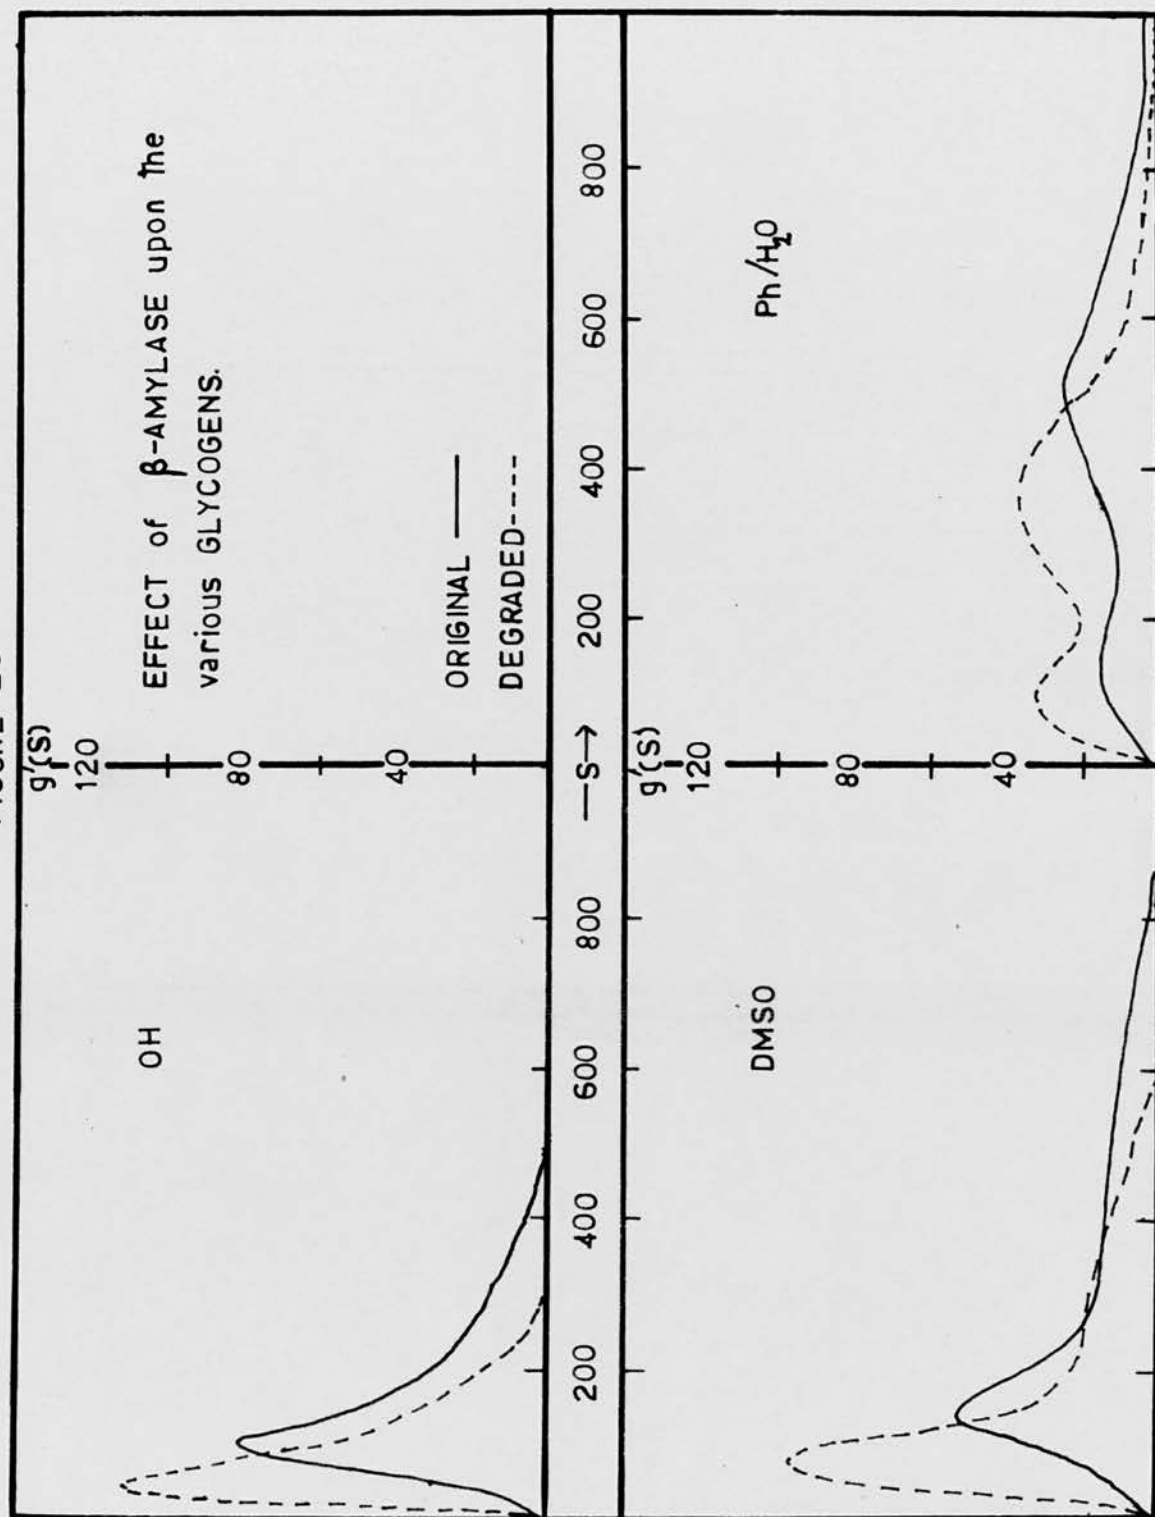 EFFECT of β-AMYLASE upon the
various GLYCOGENS.
OH
g'(S)
120
80
40
ORIGINAL ——
DEGRADED----
200
400
600
800
—S→
200
400
600
800
DMSO
g'(S)
120
80
40
Ph/H₂O